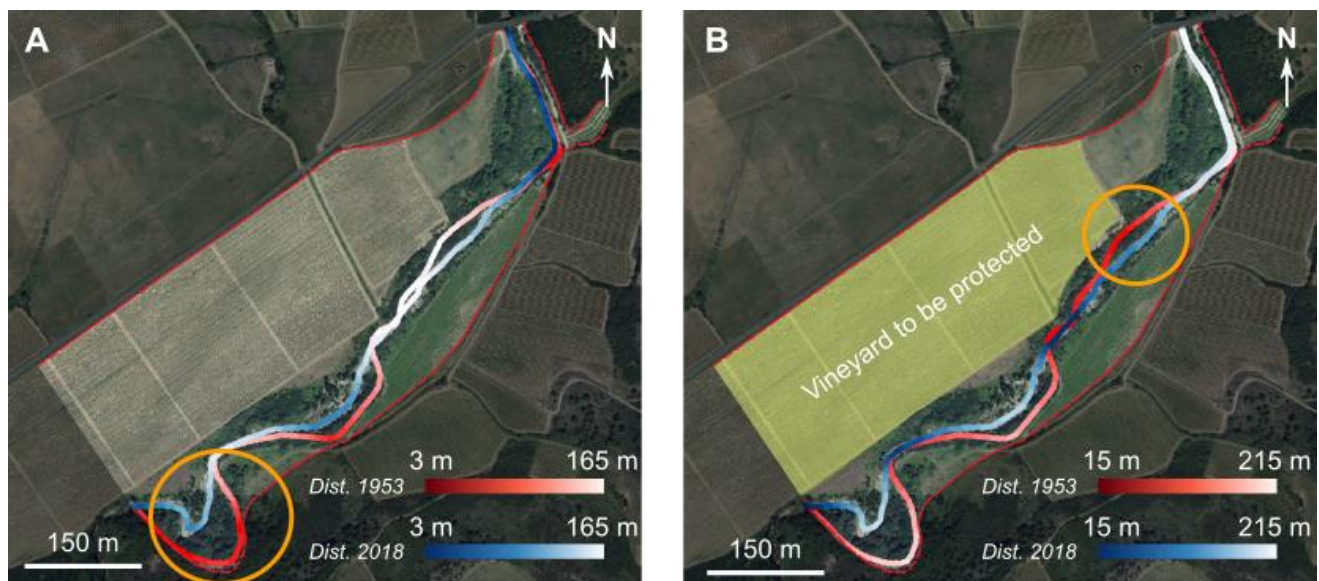 A
N
3 m 165 m
Dist. 1953
3 m 165 m
Dist. 2018
150 m
B
N
Vineyard to be protected
15 m 215 m
Dist. 1953
15 m 215 m
Dist. 2018
150 m